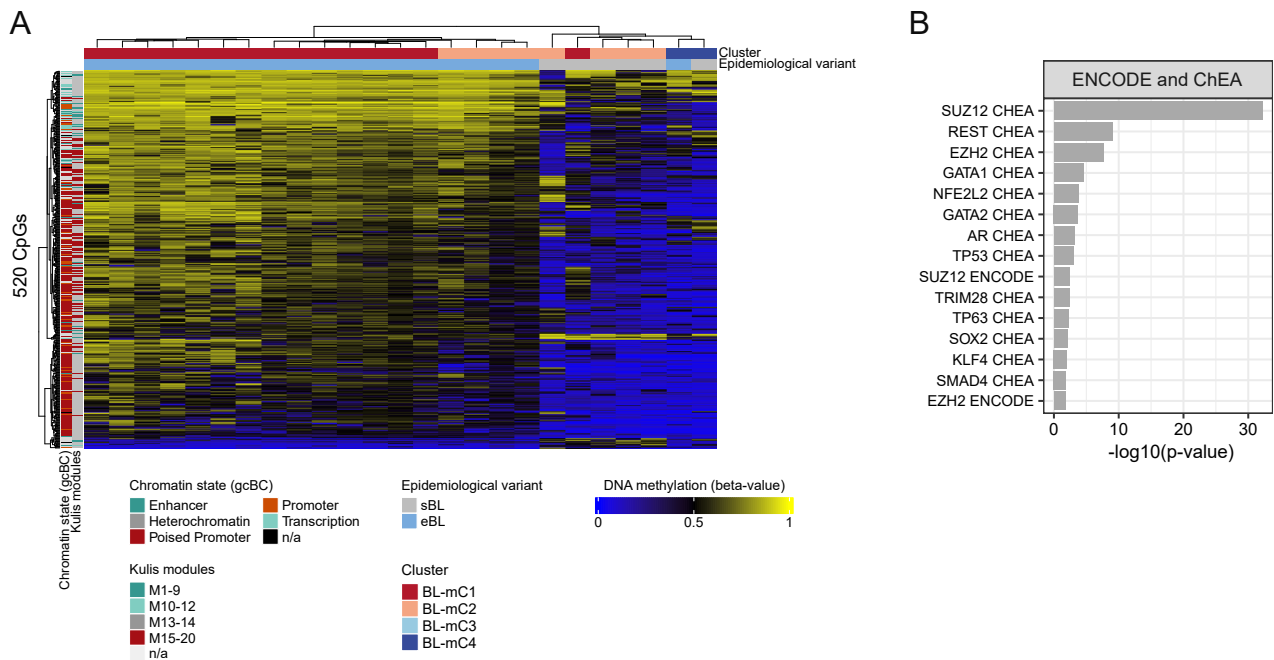 A
Cluster
Epidemiological variant
520 CpGs
Chromatin state (gcBC)
Kulis modules
Chromatin state (gcBC)
Enhancer
Heterochromatin
Poised Promoter
Promoter
Transcription
n/a
Epidemiological variant
sBL
eBL
DNA methylation (beta-value)
0 0.5 1
Kulis modules
M1-9
M10-12
M13-14
M15-20
n/a
Cluster
BL-mC1
BL-mC2
BL-mC3
BL-mC4
B
ENCODE and ChEA
SUZ12 CHEA
REST CHEA
EZH2 CHEA
GATA1 CHEA
NFE2L2 CHEA
GATA2 CHEA
AR CHEA
TP53 CHEA
SUZ12 ENCODE
TRIM28 CHEA
TP63 CHEA
SOX2 CHEA
KLF4 CHEA
SMAD4 CHEA
EZH2 ENCODE
0 10 20 30
-log10(p-value)